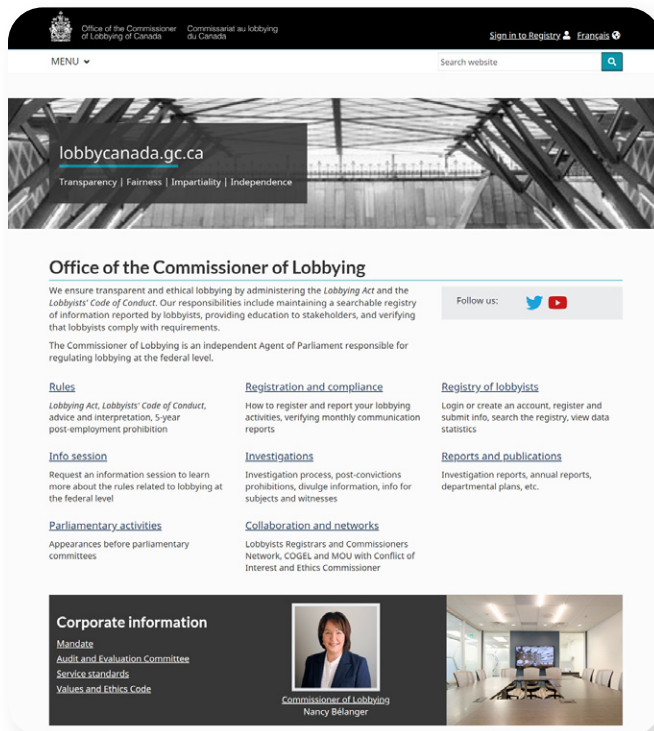 Office of the Commissioner
of Lobbying of Canada
Commissariat au lobbying
du Canada
Sign in to Registry
Français
MENU
Search website
lobbycanada.gc.ca
Transparency | Fairness | Impartiality | Independence
Office of the Commissioner of Lobbying
We ensure transparent and ethical lobbying by administering the Lobbying Act and the
Lobbyists' Code of Conduct. Our responsibilities include maintaining a searchable registry
of information reported by lobbyists, providing education to stakeholders, and verifying
that lobbyists comply with requirements.
The Commissioner of Lobbying is an independent Agent of Parliament responsible for
regulating lobbying at the federal level.
Follow us:
Rules
Lobbying Act, Lobbyists' Code of Conduct,
advice and interpretation, 5-year
post-employment prohibition
Registration and compliance
How to register and report your lobbying
activities, verifying monthly communication
reports
Registry of lobbyists
Login or create an account, register and
submit info, search the registry, view data
statistics
Info session
Request an information session to learn
more about the rules related to lobbying at
the federal level
Investigations
Investigation process, post-convictions
prohibitions, divulge information, info for
subjects and witnesses
Reports and publications
Investigation reports, annual reports,
departmental plans, etc.
Parliamentary activities
Appearances before parliamentary
committees
Collaboration and networks
Lobbyists Registrars and Commissioners
Network, COGEL and MOU with Conflict of
Interest and Ethics Commissioner
Corporate information
Mandate
Audit and Evaluation Committee
Service standards
Values and Ethics Code
Commissioner of Lobbying
Nancy Bélanger